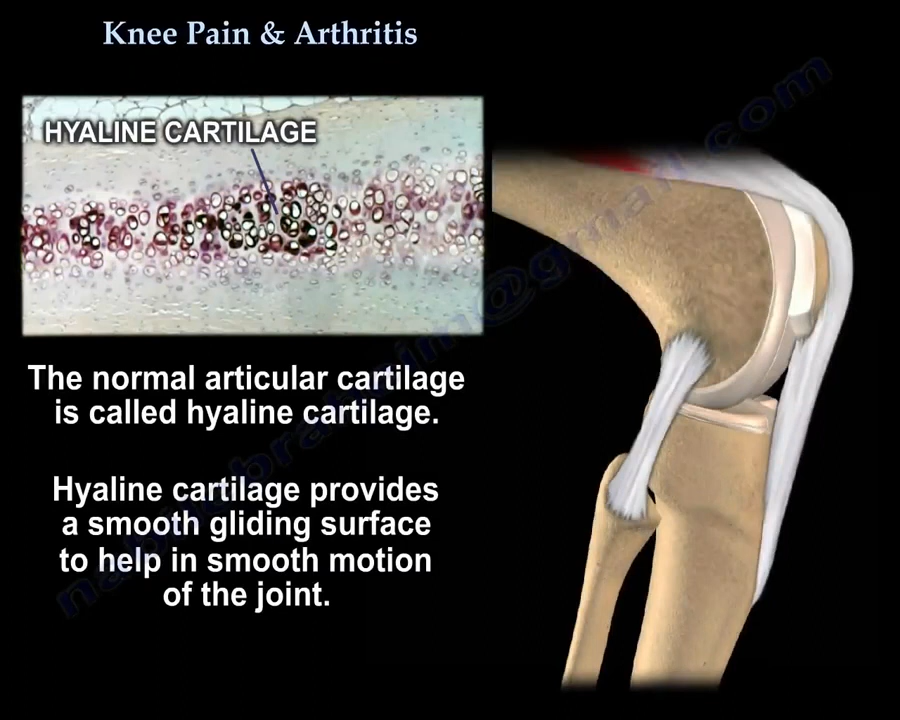 Knee Pain & Arthritis
HYALINE CARTILAGE
The normal articular cartilage
is called hyaline cartilage.
Hyaline cartilage provides
a smooth gliding surface
to help in smooth motion
of the joint.